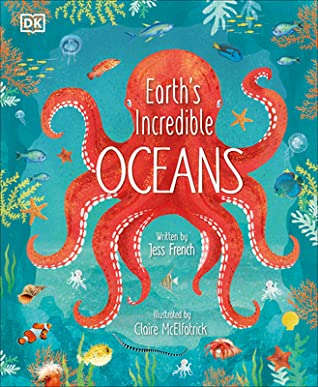 DK
Earth's
Incredible
OCEANS
Written by
Jess French
Illustrated by
Claire McElfatrick